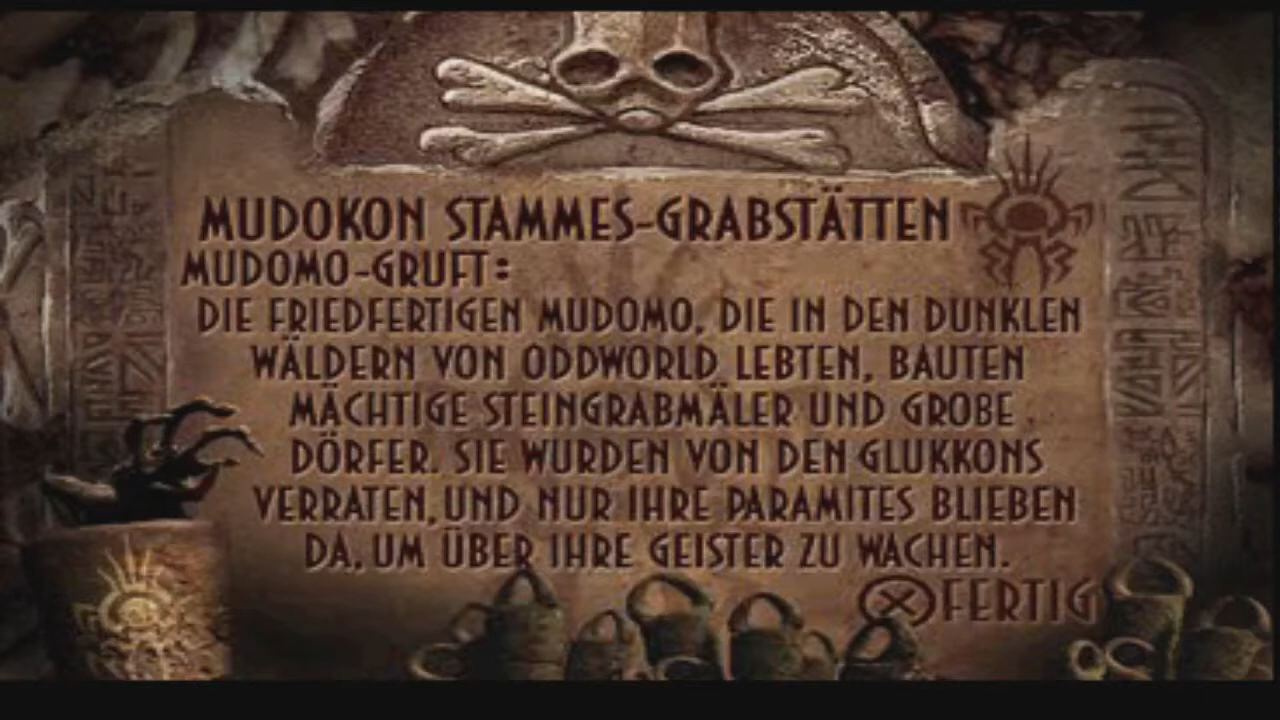 MUDOKON STAMMES-GRABSTÄTTEN
MUDOMO-GRUFT:
DIE FRIEDFERTIGEN MUDOMO, DIE IN DEN DUNKLEN
WÄLDERN VON ODDWORLD LEBTEN, BAUTEN
MÄCHTIGE STEINGRABMÄLER UND GROBE
DÖRFER. SIE WURDEN VON DEN GLUKKONS
VERRATEN, UND NUR IHRE PARAMITES BLIEBEN
DA, UM ÜBER IHRE GEISTER ZU WACHEN.
FERTIG